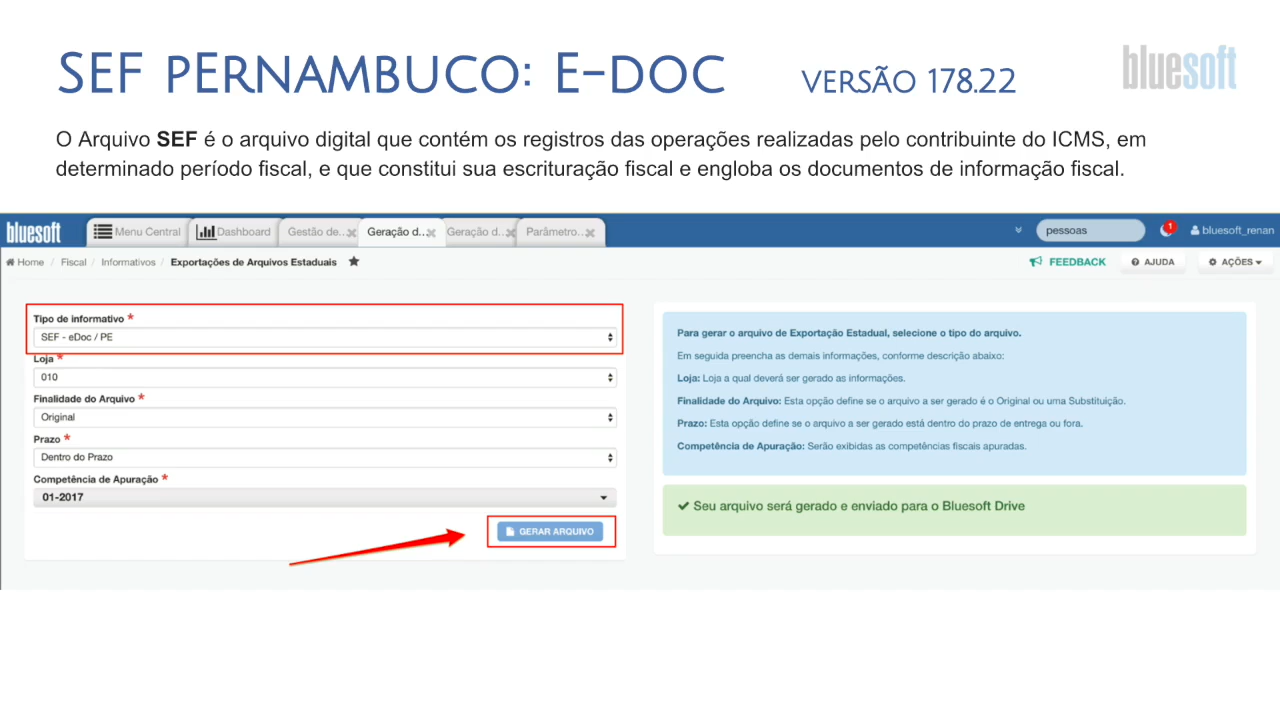 SEF PERNAMBUCO: E-DOC VERSÃO 178.22
bluesoft
O Arquivo SEF é o arquivo digital que contém os registros das operações realizadas pelo contribuinte do ICMS, em
determinado período fiscal, e que constitui sua escrituração fiscal e engloba os documentos de informação fiscal.
bluesoft Menu Central Dashboard Gestão de... Geração d... Geração d... Parâmetro... pessoas 1 bluesoft_renan
Home / Fiscal / Informativos / Exportações de Arquivos Estaduais FEEDBACK AJUDA AÇÕES
Tipo de informativo *
SEF - eDoc / PE
Loja *
010
Finalidade do Arquivo *
Original
Prazo *
Dentro do Prazo
Competência de Apuração *
01-2017
GERAR ARQUIVO
Para gerar o arquivo de Exportação Estadual, selecione o tipo do arquivo.
Em seguida preencha as demais informações, conforme descrição abaixo:
Loja: Loja a qual deverá ser gerado as informações.
Finalidade do Arquivo: Esta opção define se o arquivo a ser gerado é o Original ou uma Substituição.
Prazo: Esta opção define se o arquivo a ser gerado está dentro do prazo de entrega ou fora.
Competência de Apuração: Serão exibidas as competências fiscais apuradas.
Seu arquivo será gerado e enviado para o Bluesoft Drive